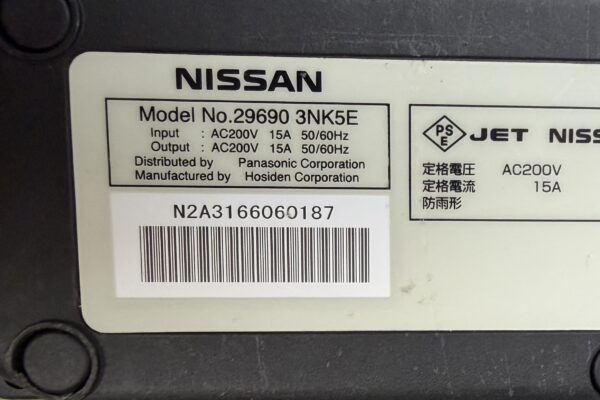 NISSAN
Model No.29690 3NK5E
Input : AC200V 15A 50/60Hz
Output : AC200V 15A 50/60Hz
Distributed by Panasonic Corporation
Manufactured by Hosiden Corporation
N2A3166060187
PS
E
JET NISS
定格電圧 AC200V
定格電流 15A
防雨形